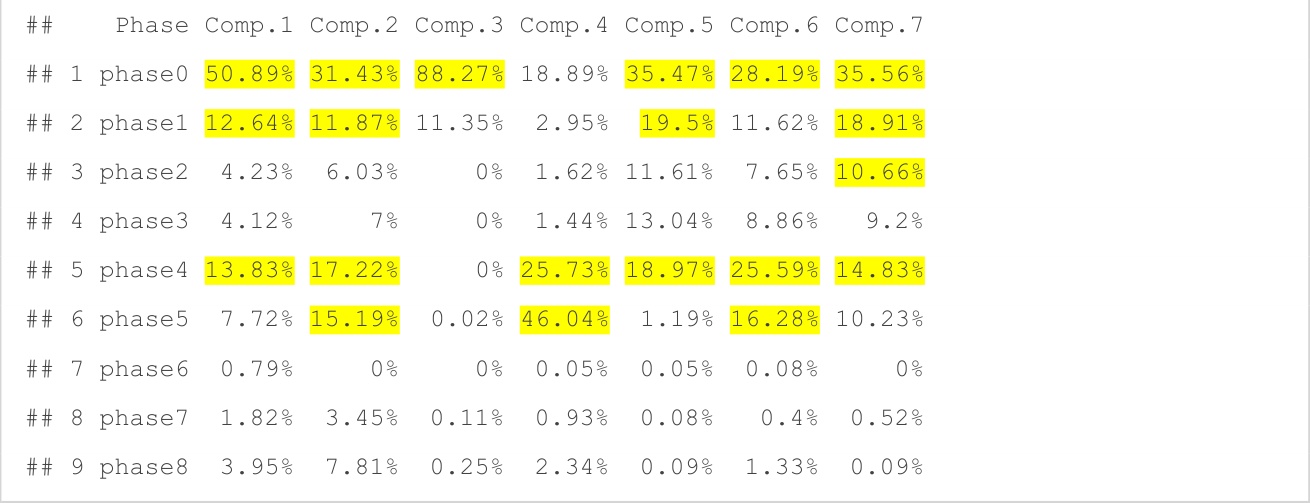 ## Phase Comp.1 Comp.2 Comp.3 Comp.4 Comp.5 Comp.6 Comp.7
## 1 phase0 50.89% 31.43% 88.27% 18.89% 35.47% 28.19% 35.56%
## 2 phase1 12.64% 11.87% 11.35% 2.95% 19.5% 11.62% 18.91%
## 3 phase2 4.23% 6.03% 0% 1.62% 11.61% 7.65% 10.66%
## 4 phase3 4.12% 7% 0% 1.44% 13.04% 8.86% 9.2%
## 5 phase4 13.83% 17.22% 0% 25.73% 18.97% 25.59% 14.83%
## 6 phase5 7.72% 15.19% 0.02% 46.04% 1.19% 16.28% 10.23%
## 7 phase6 0.79% 0% 0% 0.05% 0.05% 0.08% 0%
## 8 phase7 1.82% 3.45% 0.11% 0.93% 0.08% 0.4% 0.52%
## 9 phase8 3.95% 7.81% 0.25% 2.34% 0.09% 1.33% 0.09%